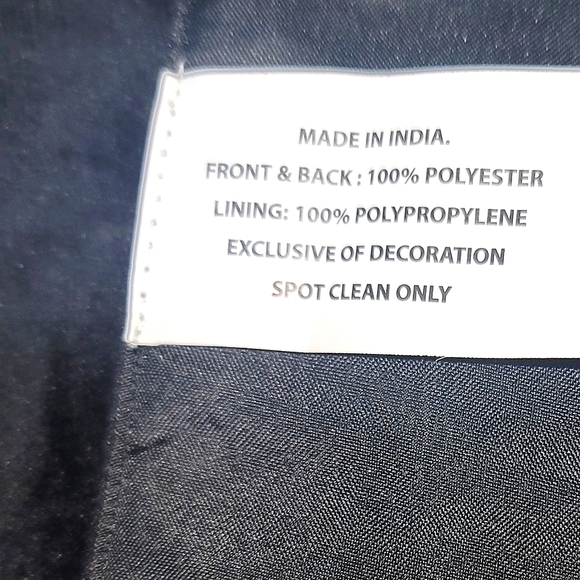 MADE IN INDIA.
FRONT & BACK : 100% POLYESTER
LINING: 100% POLYPROPYLENE
EXCLUSIVE OF DECORATION
SPOT CLEAN ONLY